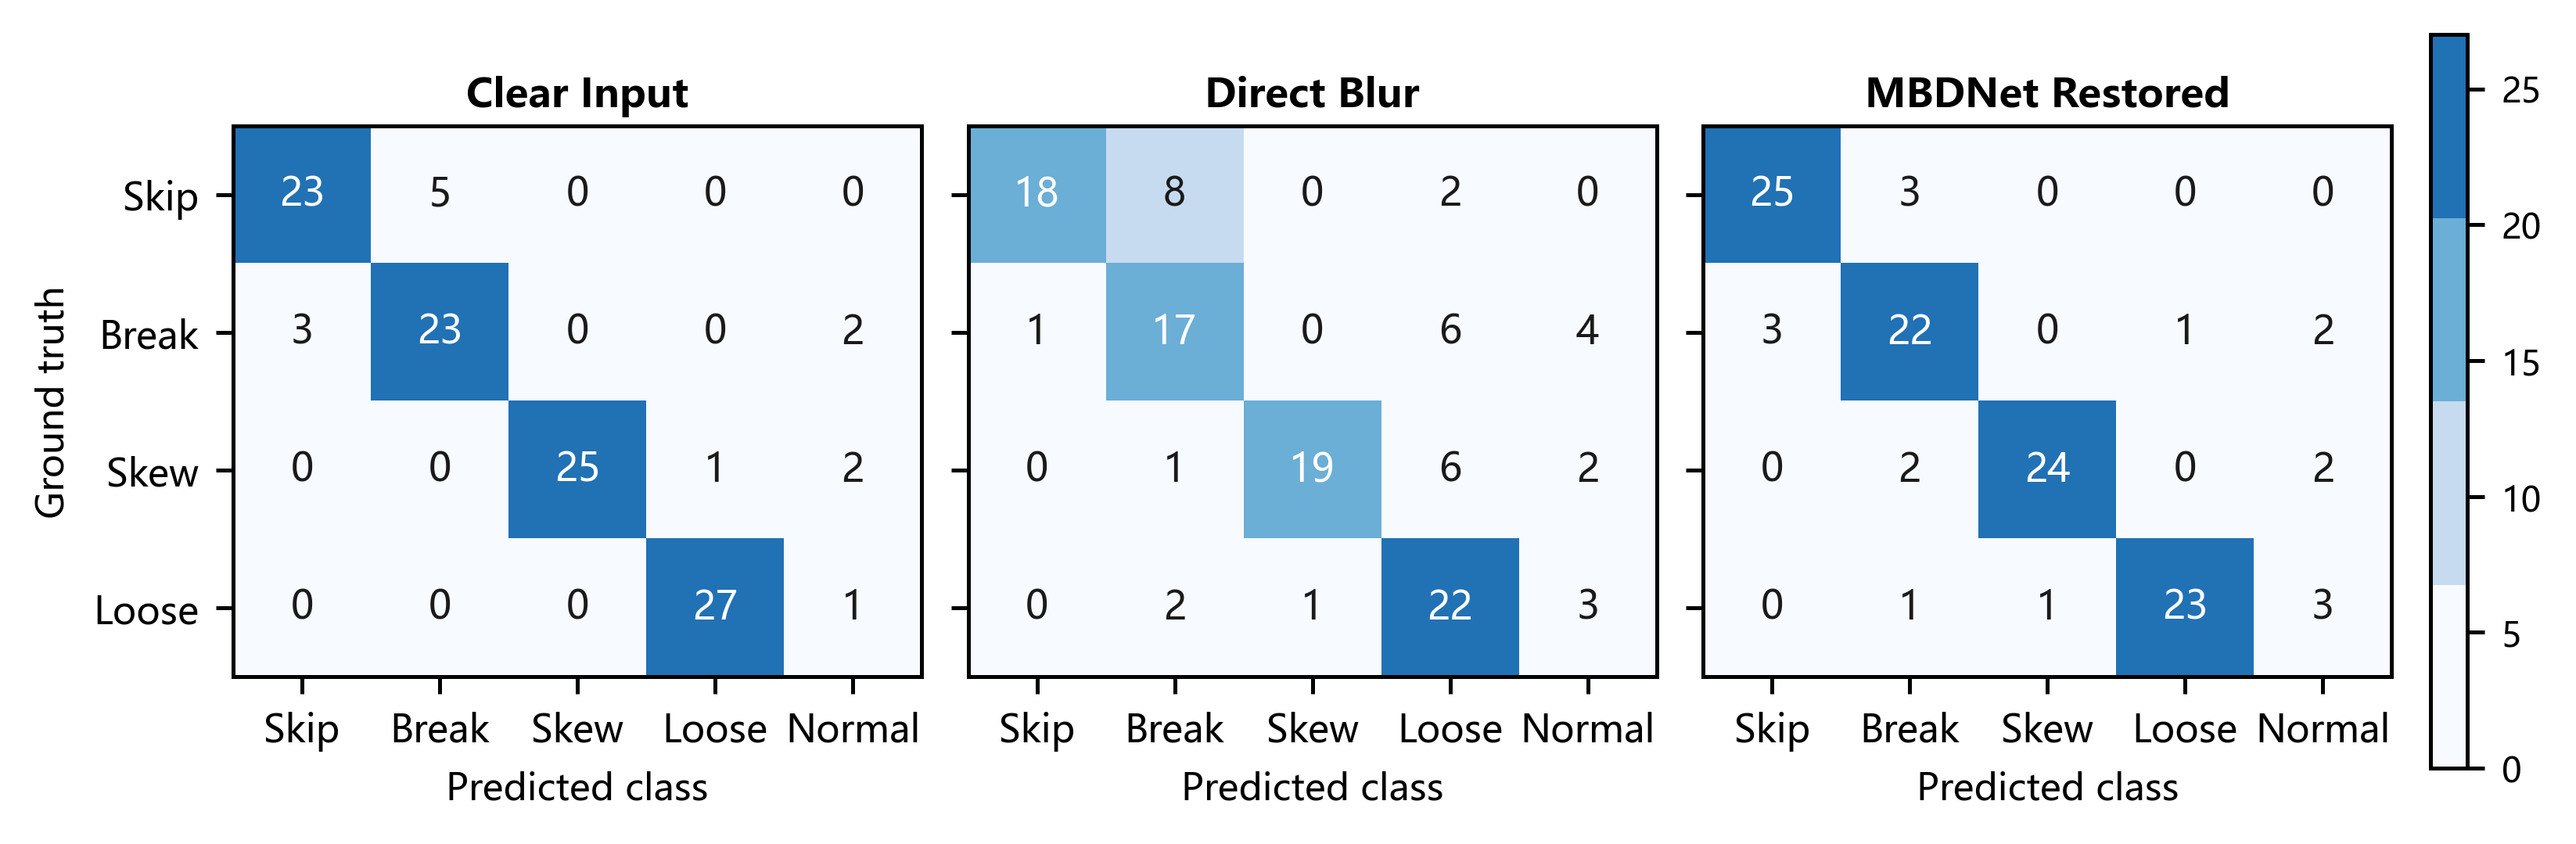 Clear Input
Direct Blur
MBDNet Restored
Ground truth
Skip 23 5 0 0 0 18 8 0 2 0 25 3 0 0 0
Break 3 23 0 0 2 1 17 0 6 4 3 22 0 1 2
Skew 0 0 25 1 2 0 1 19 6 2 0 2 24 0 2
Loose 0 0 0 27 1 0 2 1 22 3 0 1 1 23 3
Skip Break Skew Loose Normal Skip Break Skew Loose Normal Skip Break Skew Loose Normal
Predicted class Predicted class Predicted class
25
20
15
10
5
0